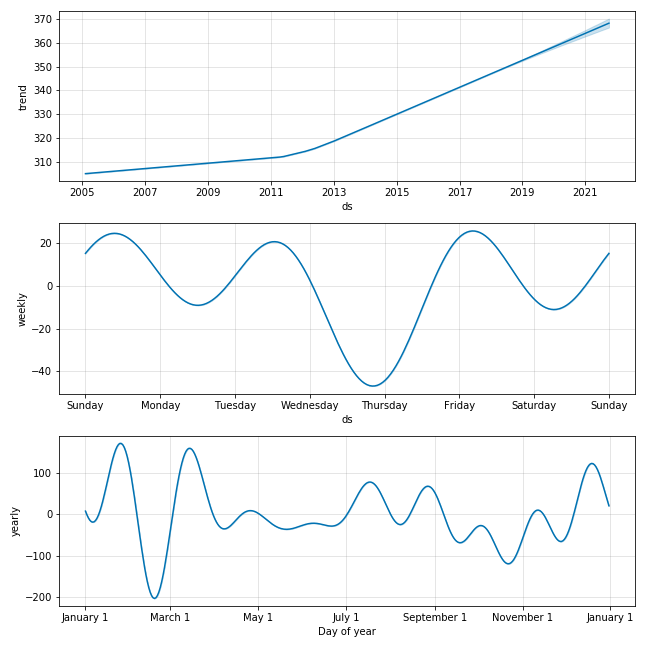 370
360
350
340
330
320
310
trend
2005 2007 2009 2011 2013 2015 2017 2019 2021
ds
20
0
−20
−40
weekly
Sunday Monday Tuesday Wednesday Thursday Friday Saturday Sunday
ds
100
0
−100
−200
yearly
January 1 March 1 May 1 July 1 September 1 November 1 January 1
Day of year